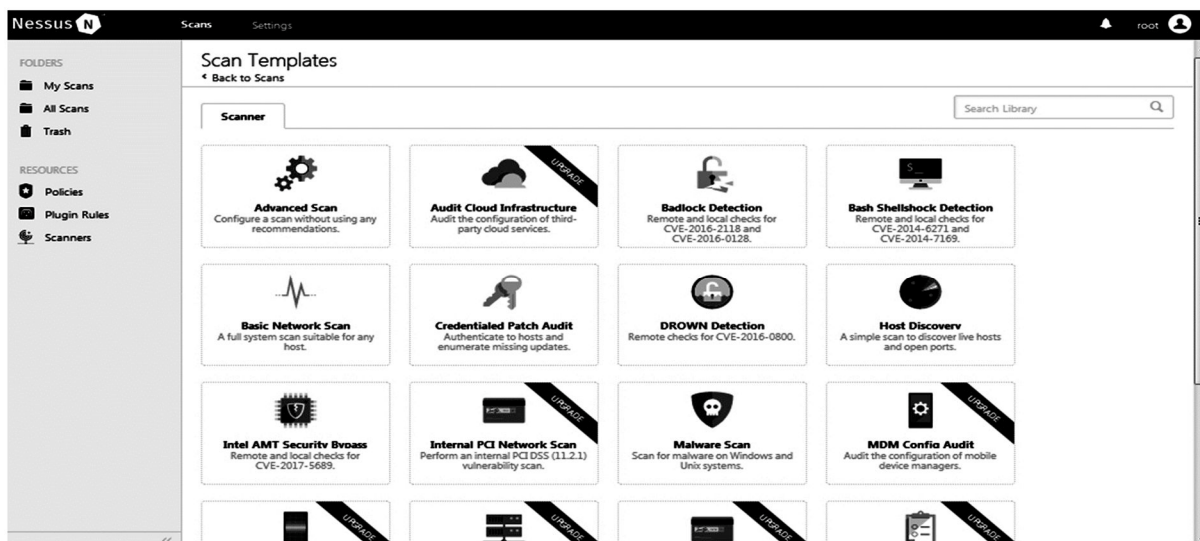 Nessus N
Scans Settings
root
FOLDERS
My Scans
All Scans
Trash
RESOURCES
Policies
Plugin Rules
Scanners
Scan Templates
Back to Scans
Scanner
Search Library
Advanced Scan
Configure a scan without using any
recommendations.
UPGRADE
Audit Cloud Infrastructure
Audit the configuration of third-
party cloud services.
Badlock Detection
Remote and local checks for
CVE-2016-2118 and
CVE-2016-0128.
Bash Shellshock Detection
Remote and local checks for
CVE-2014-6271 and
CVE-2014-7169.
Basic Network Scan
A full system scan suitable for any
host.
Credentialed Patch Audit
Authenticate to hosts and
enumerate missing updates.
DROWN Detection
Remote checks for CVE-2016-0800.
Host Discovery
A simple scan to discover live hosts
and open ports.
Intel AMT Security Bypass
Remote and local checks for
CVE-2017-5689.
UPGRADE
Internal PCI Network Scan
Perform an internal PCI DSS (11.2.1)
vulnerability scan.
Malware Scan
Scan for malware on Windows and
Unix systems.
UPGRADE
MDM Config Audit
Audit the configuration of mobile
device managers.
UPGRADE
UPGRADE
UPGRADE
UPGRADE